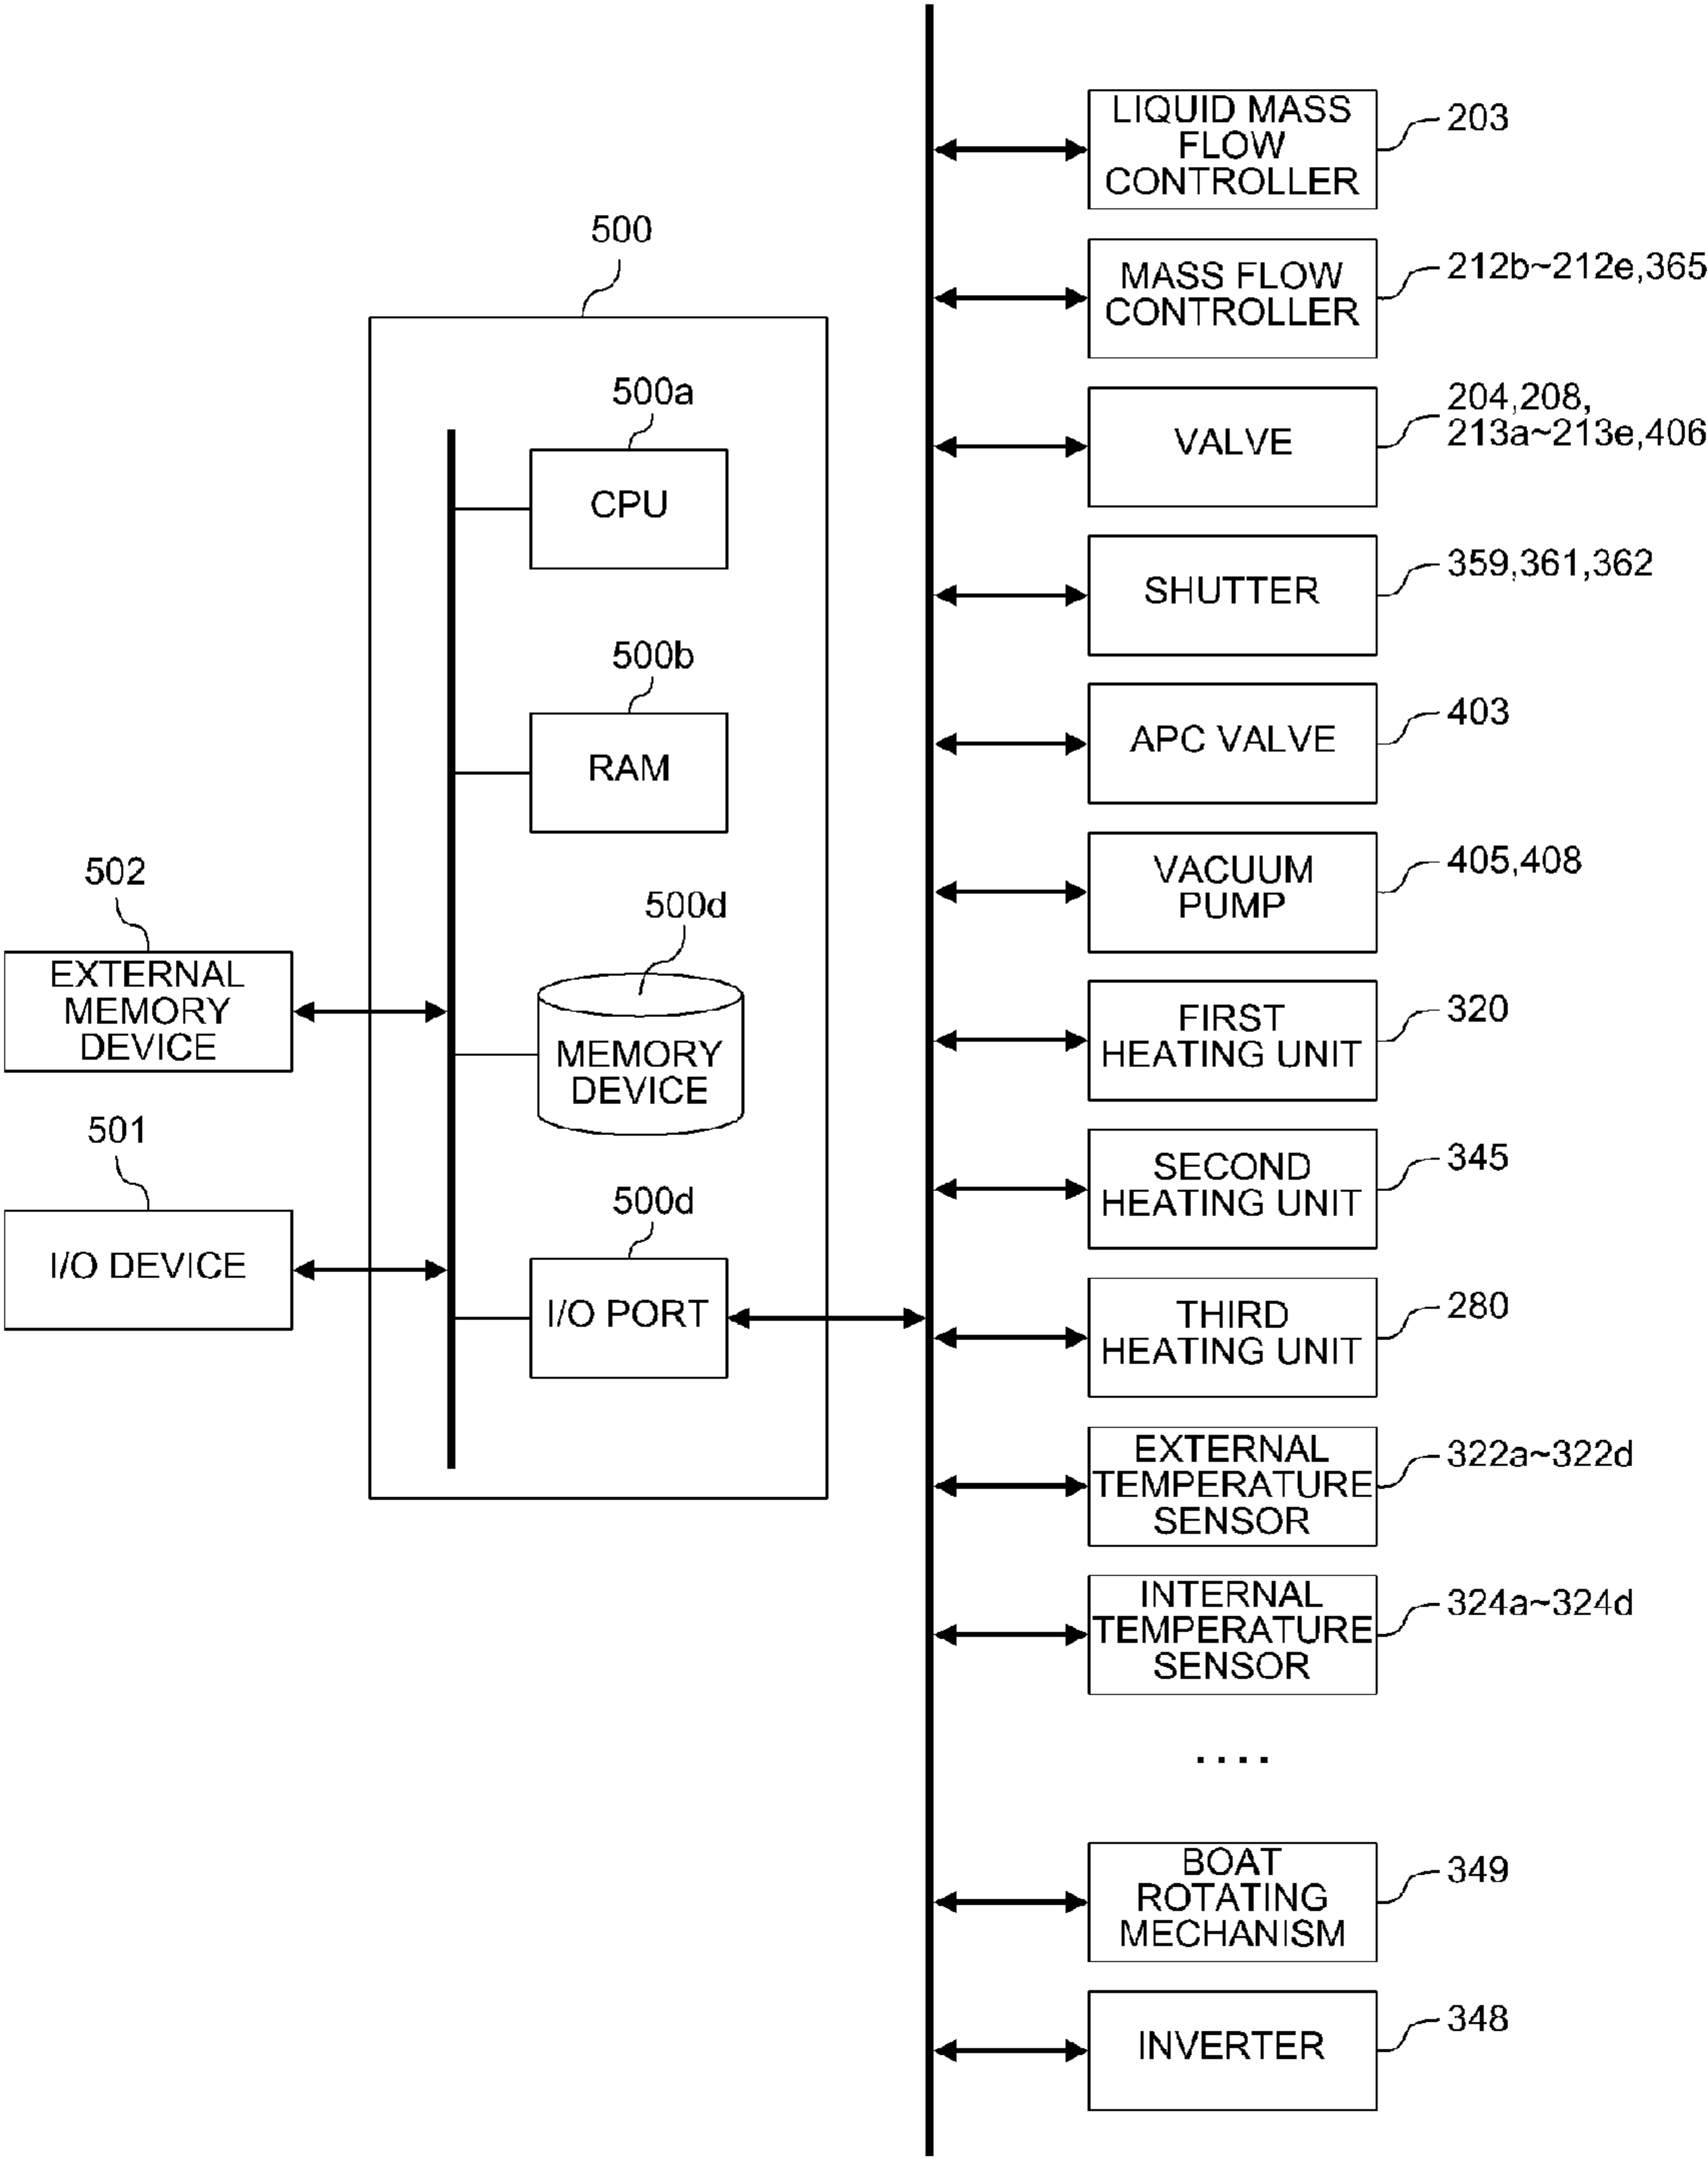 500
500a
CPU
500b
RAM
502
EXTERNAL
MEMORY
DEVICE
500d
MEMORY
DEVICE
501
I/O DEVICE
500d
I/O PORT
LIQUID MASS
FLOW
CONTROLLER
203
MASS FLOW
CONTROLLER
212b~212e,365
VALVE
204,208,
213a~213e,406
SHUTTER
359,361,362
APC VALVE
403
VACUUM
PUMP
405,408
FIRST
HEATING UNIT
320
SECOND
HEATING UNIT
345
THIRD
HEATING UNIT
280
EXTERNAL
TEMPERATURE
SENSOR
322a~322d
INTERNAL
TEMPERATURE
SENSOR
324a~324d
....
BOAT
ROTATING
MECHANISM
349
INVERTER
348